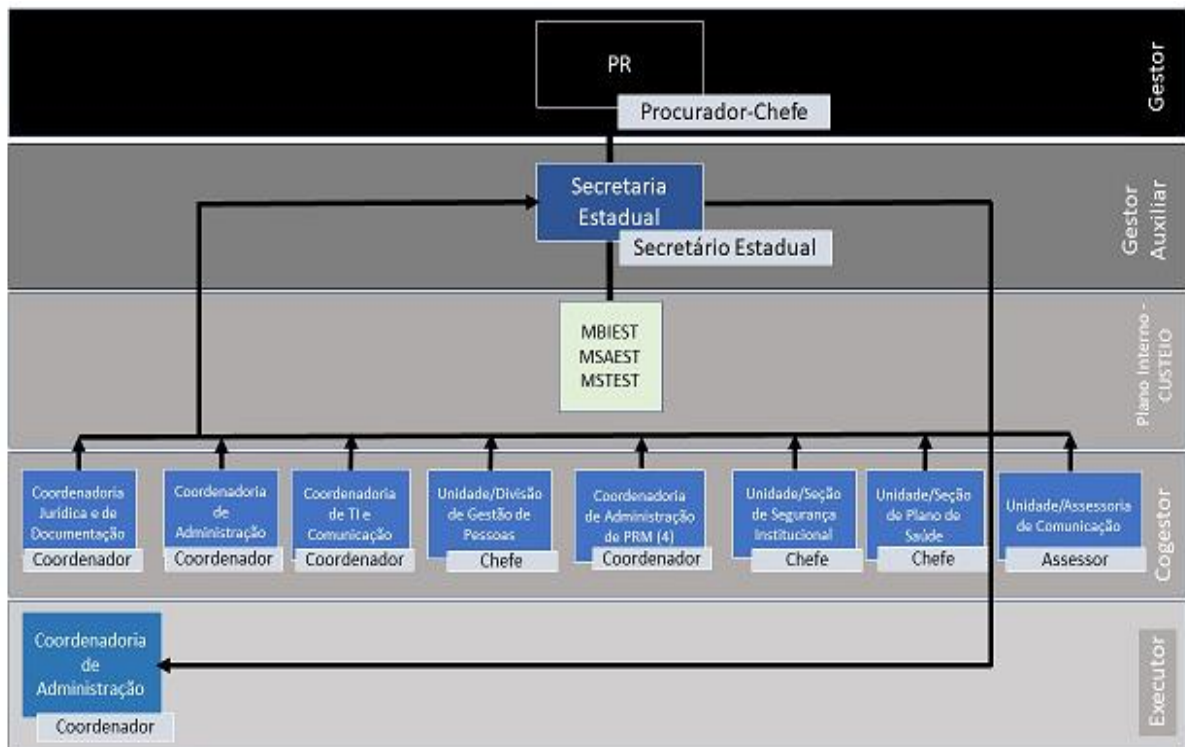 PR
Procurador-Chefe
Gestor
Secretaria
Estadual
Secretário Estadual
Gestor
Auxiliar
MBIEST
MSAEST
MSTEST
Plano Interno -
CUSTEIO
Coordenadoria
Jurídica e de
Documentação
Coordenador
Coordenadoria
de
Administração
Coordenador
Coordenadoria
de TI e
Comunicação
Coordenador
Unidade/Divisão
de Gestão de
Pessoas
Chefe
Coordenadoria
de Administração
de PRM (4)
Coordenador
Unidade/Seção
de Segurança
Institucional
Chefe
Unidade/Seção
de Plano de
Saúde
Chefe
Unidade/Assessoria
de Comunicação
Assessor
Cogestor
Coordenadoria
de
Administração
Coordenador
Executor